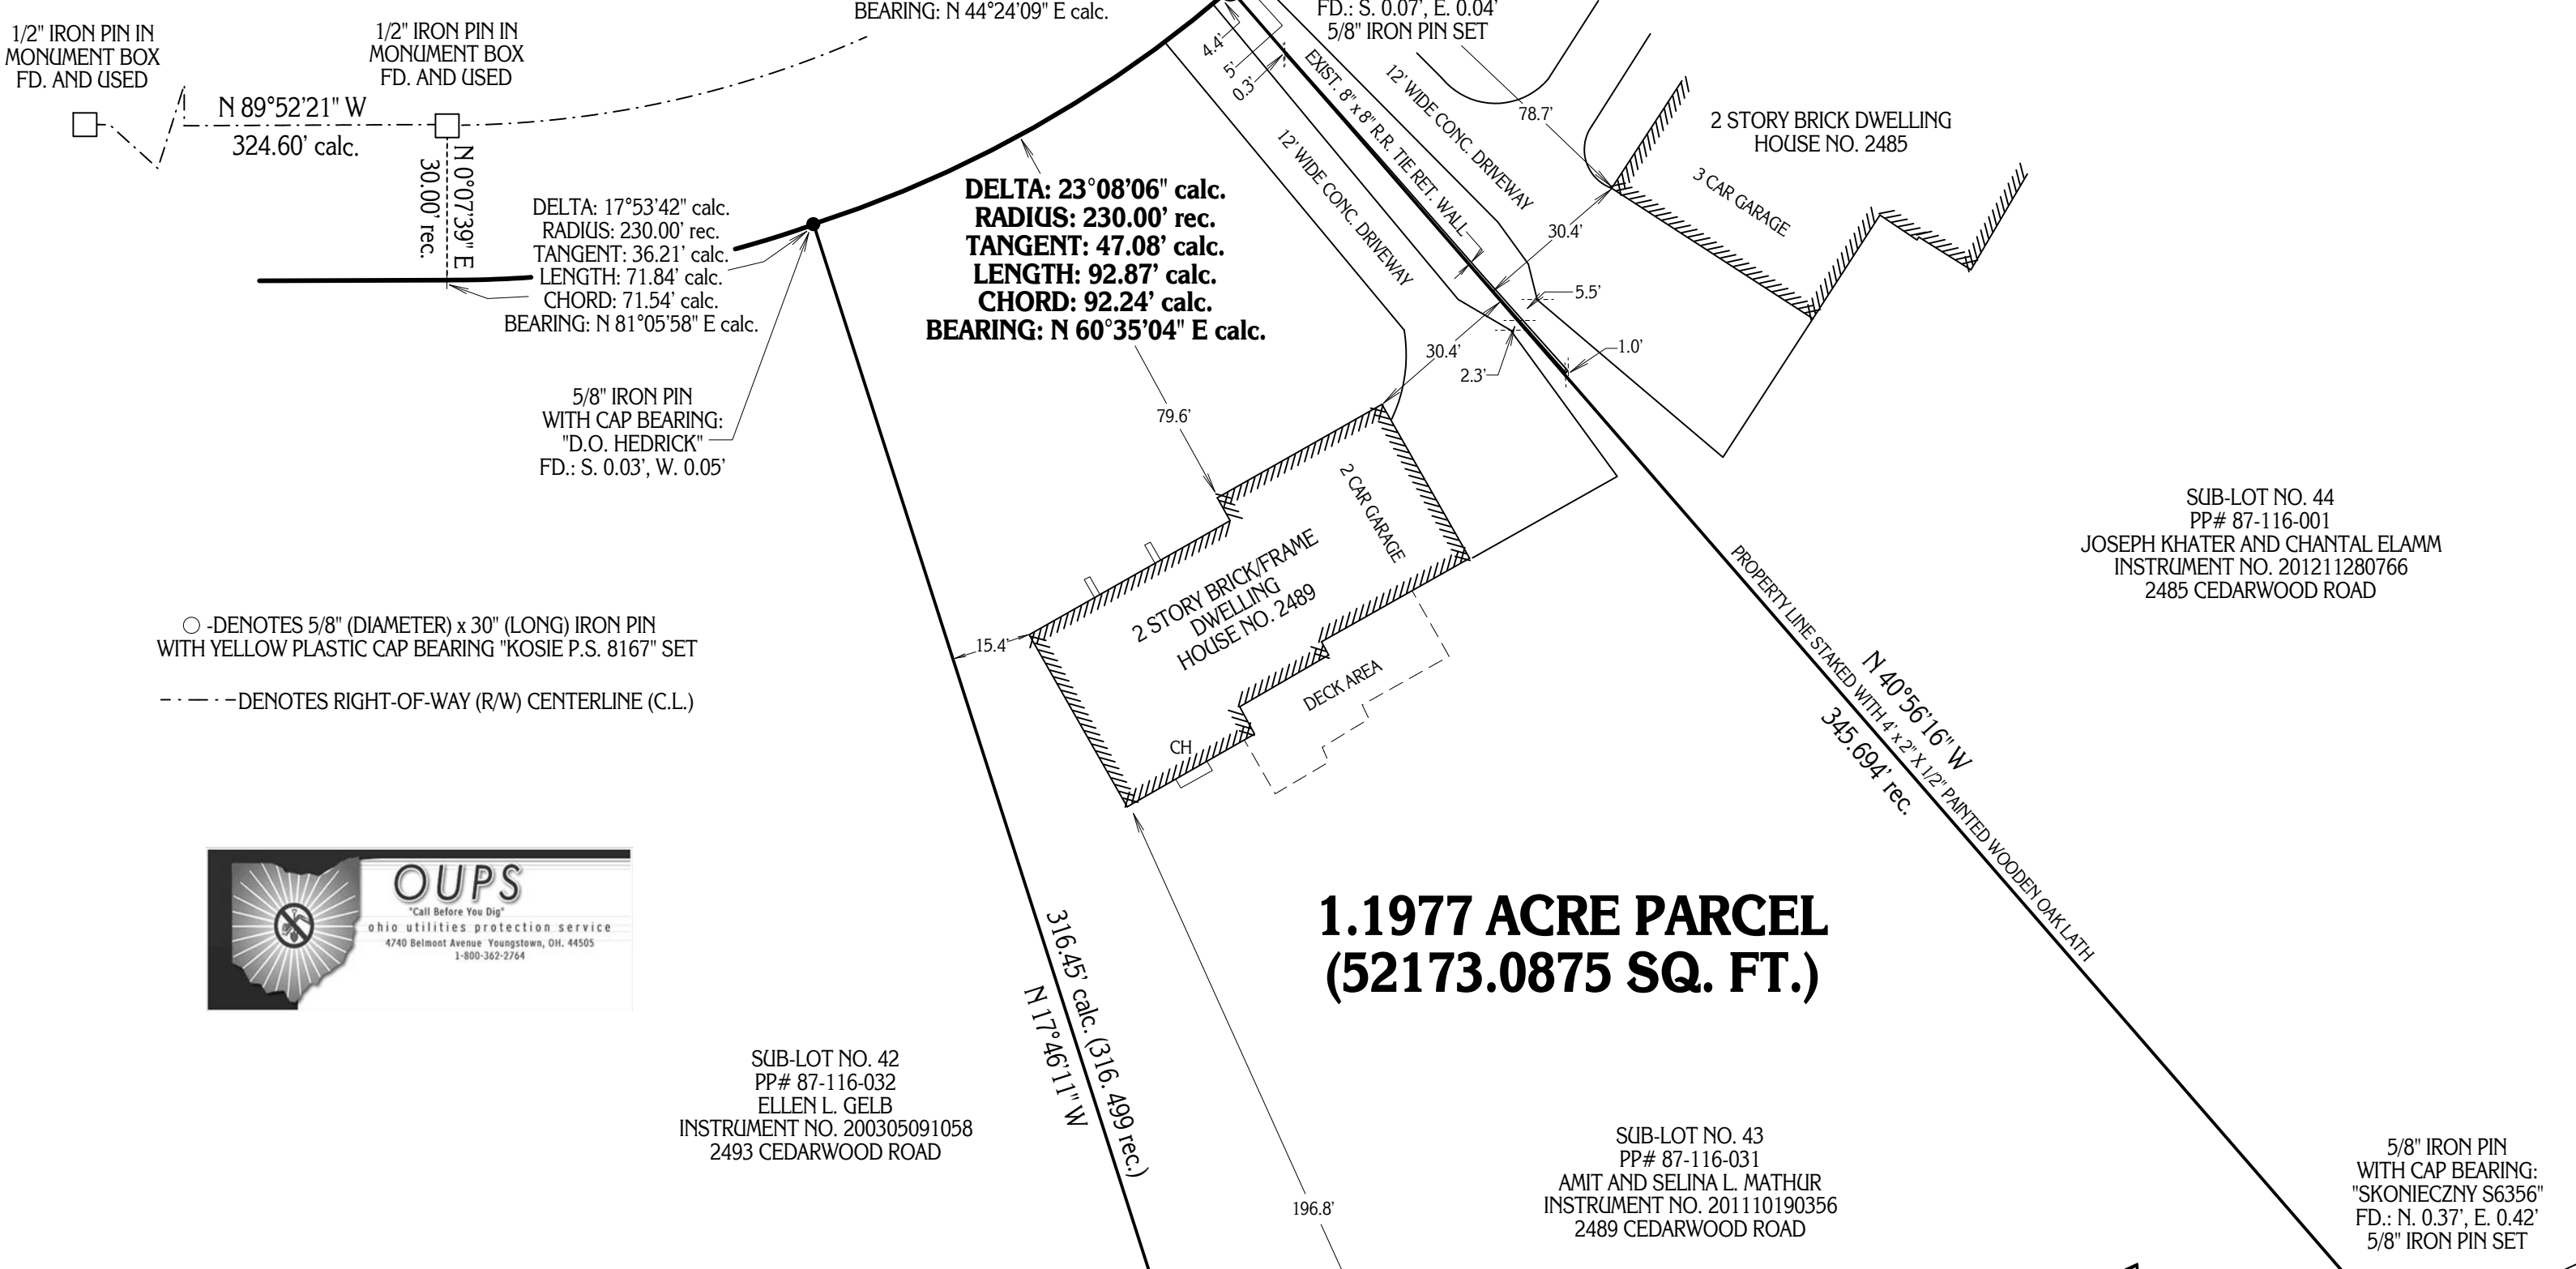 BEARING: N 44°24'09" E calc.
FD.: S. 0.07', E. 0.04'
5/8" IRON PIN SET
1/2" IRON PIN IN
MONUMENT BOX
FD. AND USED
1/2" IRON PIN IN
MONUMENT BOX
FD. AND USED
N 89°52'21" W
324.60' calc.
N 0°07'39" E
30.00' rec.
DELTA: 17°53'42" calc.
RADIUS: 230.00' rec.
TANGENT: 36.21' calc.
LENGTH: 71.84' calc.
CHORD: 71.54' calc.
BEARING: N 81°05'58" E calc.
DELTA: 23°08'06" calc.
RADIUS: 230.00' rec.
TANGENT: 47.08' calc.
LENGTH: 92.87' calc.
CHORD: 92.24' calc.
BEARING: N 60°35'04" E calc.
4.4'
5'
0.3'
EXIST. 8" x 8" R.R. TIE RET. WALL
12' WIDE CONC. DRIVEWAY
12' WIDE CONC. DRIVEWAY
78.7'
2 STORY BRICK DWELLING
HOUSE NO. 2485
3 CAR GARAGE
30.4'
5.5'
1.0'
30.4'
2.3'
79.6'
5/8" IRON PIN
WITH CAP BEARING:
"D.O. HEDRICK"
FD.: S. 0.03', W. 0.05'
2 CAR GARAGE
2 STORY BRICK/FRAME
DWELLING
HOUSE NO. 2489
DECK AREA
CH
15.4'
SUB-LOT NO. 44
PP# 87-116-001
JOSEPH KHATER AND CHANTAL ELAMM
INSTRUMENT NO. 201211280766
2485 CEDARWOOD ROAD
PROPERTY LINE STAKED WITH 4' x 2" X 1/2" PAINTED WOODEN OAK LATH
N 40°56'16" W
345.694' rec.
-DENOTES 5/8" (DIAMETER) x 30" (LONG) IRON PIN
WITH YELLOW PLASTIC CAP BEARING "KOSIE P.S. 8167" SET
DENOTES RIGHT-OF-WAY (R/W) CENTERLINE (C.L.)
OUPS
"Call Before You Dig"
ohio utilities protection service
4740 Belmont Avenue Youngstown, OH. 44505
1-800-362-2764
1.1977 ACRE PARCEL
(52173.0875 SQ. FT.)
316.45' calc. (316. 499 rec.)
N 17°46'11" W
SUB-LOT NO. 42
PP# 87-116-032
ELLEN L. GELB
INSTRUMENT NO. 200305091058
2493 CEDARWOOD ROAD
196.8'
SUB-LOT NO. 43
PP# 87-116-031
AMIT AND SELINA L. MATHUR
INSTRUMENT NO. 201110190356
2489 CEDARWOOD ROAD
5/8" IRON PIN
WITH CAP BEARING:
"SKONIECZNY S6356"
FD.: N. 0.37', E. 0.42'
5/8" IRON PIN SET